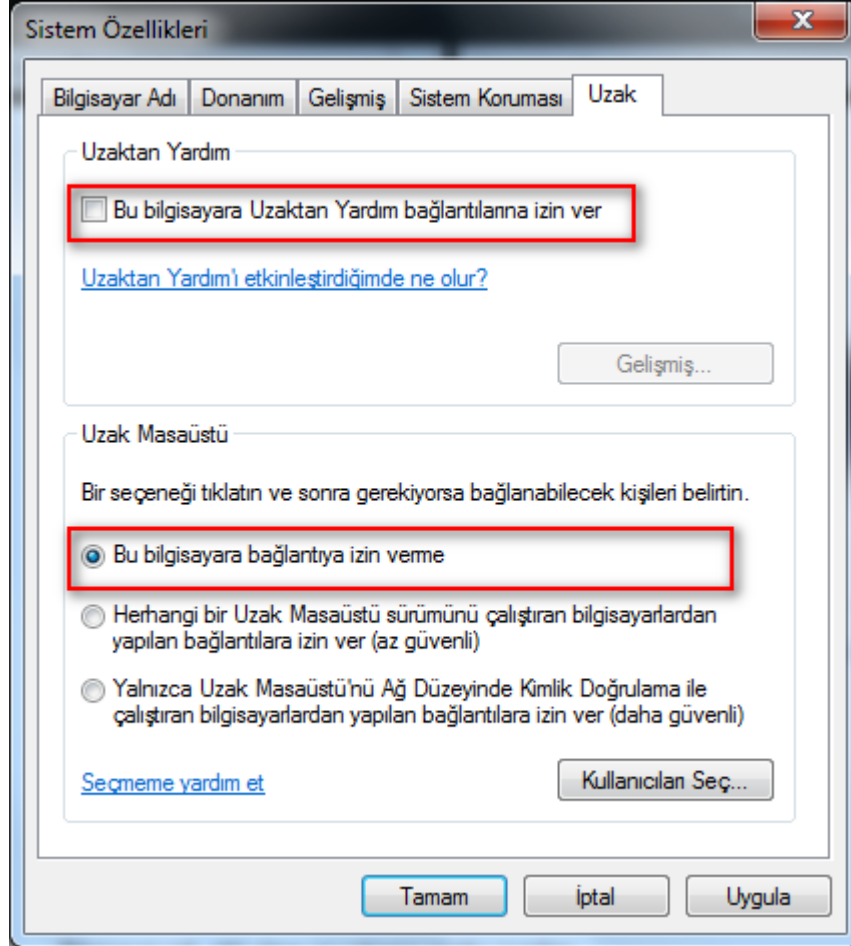 Sistem Özellikleri
Bilgisayar Adı Donanım Gelişmiş Sistem Koruması Uzak
Uzaktan Yardım
Bu bilgisayara Uzaktan Yardım bağlantılarına izin ver
Uzaktan Yardım'ı etkinleştirdiğimde ne olur?
Gelişmiş...
Uzak Masaüstü
Bir seçeneği tıklatın ve sonra gerekiyorsa bağlanabilecek kişileri belirtin.
Bu bilgisayara bağlantıya izin verme
Herhangi bir Uzak Masaüstü sürümünü çalıştıran bilgisayarlardan
yapılan bağlantılara izin ver (az güvenli)
Yalnızca Uzak Masaüstü'nü Ağ Düzeyinde Kimlik Doğrulama ile
çalıştıran bilgisayarlardan yapılan bağlantılara izin ver (daha güvenli)
Seçmeme yardım et
Kullanıcıları Seç...
Tamam İptal Uygula